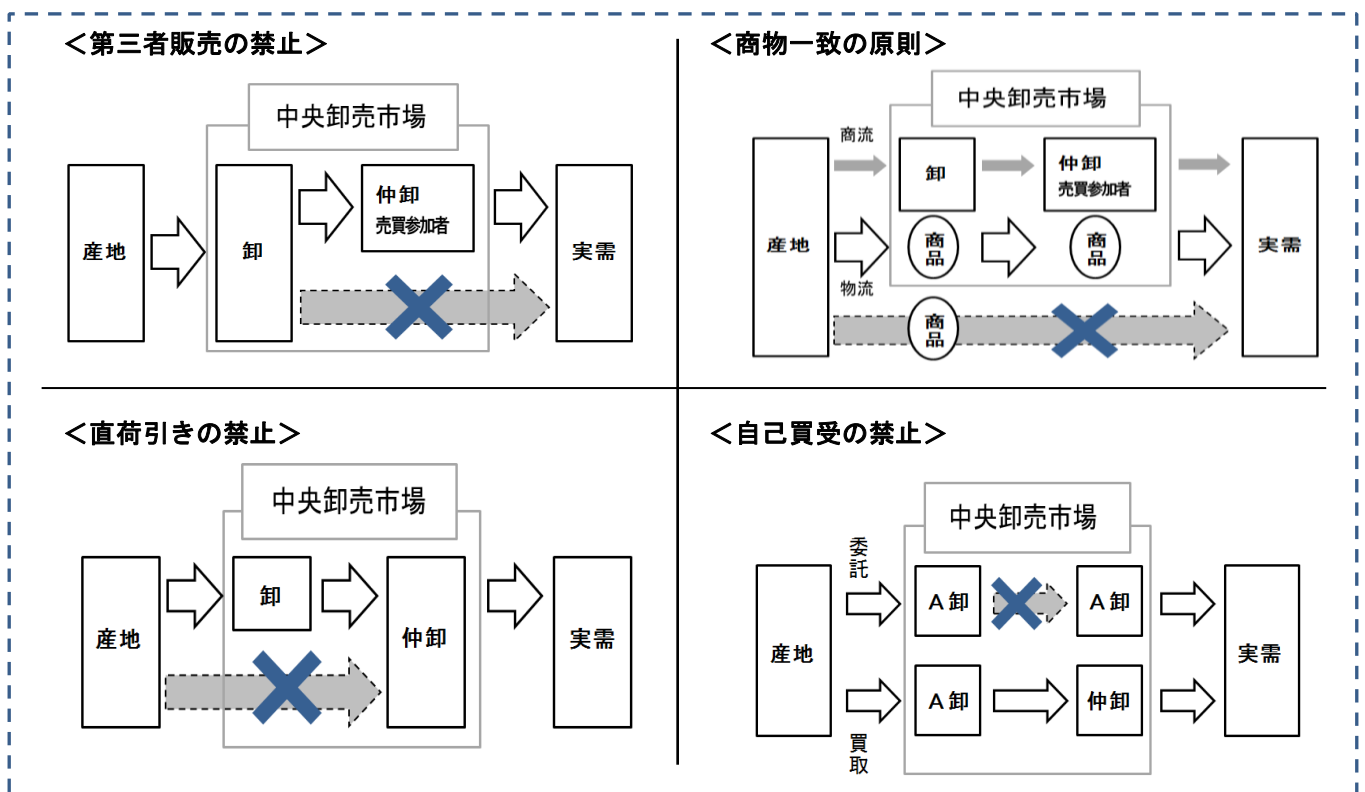 ＜第三者販売の禁止＞
中央卸売市場
産地
卸
仲卸
売買参加者
実需
＜商物一致の原則＞
中央卸売市場
商流
産地
卸
仲卸
売買参加者
実需
商品
商品
物流
商品
＜直荷引きの禁止＞
中央卸売市場
産地
卸
仲卸
実需
＜自己買受の禁止＞
中央卸売市場
委託
産地
A卸
A卸
実需
A卸
仲卸
買取